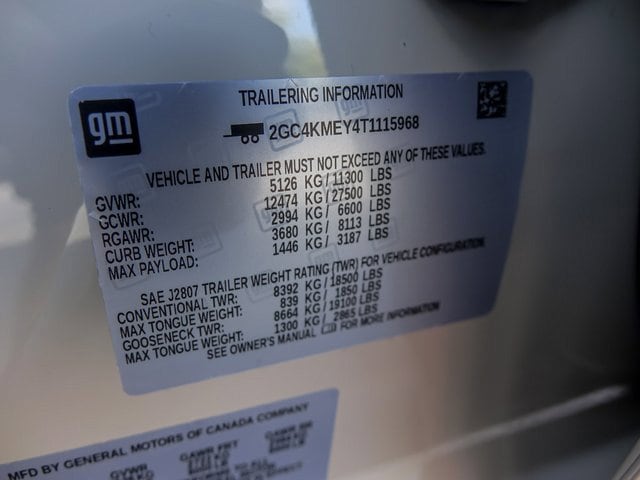 gm
TRAILERING INFORMATION
2GC4KMEY4T1115968
VEHICLE AND TRAILER MUST NOT EXCEED ANY OF THESE VALUES.
GVWR: 5126 KG / 11300 LBS
GCWR: 12474 KG / 27500 LBS
RGAWR: 2994 KG / 6600 LBS
CURB WEIGHT: 3680 KG / 8113 LBS
MAX PAYLOAD: 1446 KG / 3187 LBS
SAE J2807 TRAILER WEIGHT RATING (TWR) FOR VEHICLE CONFIGURATION
CONVENTIONAL TWR: 8392 KG / 18500 LBS
MAX TONGUE WEIGHT: 839 KG / 1850 LBS
GOOSENECK TWR: 8664 KG / 19100 LBS
MAX TONGUE WEIGHT: 1300 KG / 2865 LBS
SEE OWNER'S MANUAL FOR MORE INFORMATION
MFD BY GENERAL MOTORS OF CANADA COMPANY
GVWR GAWR FRT GAWR RR